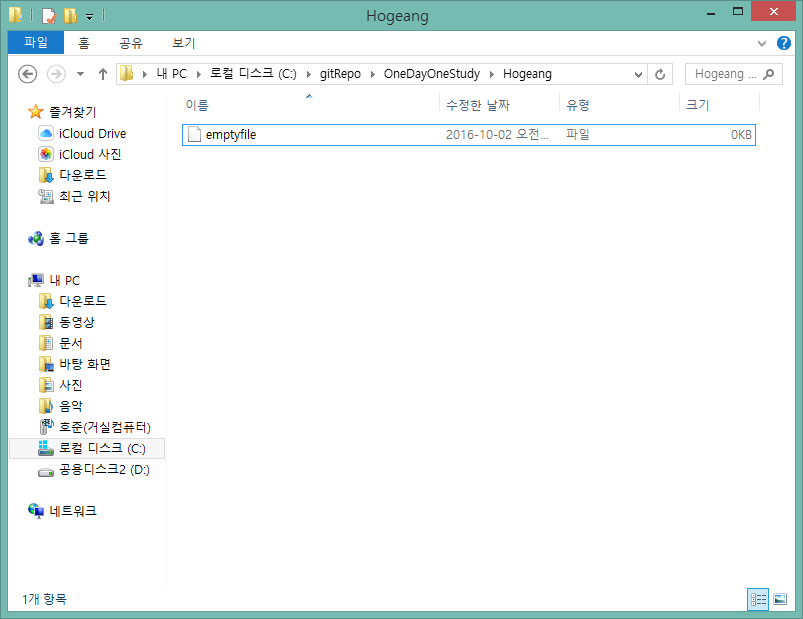 Hogeang
파일 홈 공유 보기
내 PC 로컬 디스크 (C:) gitRepo OneDayOneStudy Hogeang Hogeang ...
이름 수정한 날짜 유형 크기
emptyfile 2016-10-02 오전... 파일 0KB
즐겨찾기
iCloud Drive
iCloud 사진
다운로드
최근 위치
홈 그룹
내 PC
다운로드
동영상
문서
바탕 화면
사진
음악
호준(거실컴퓨터)
로컬 디스크 (C:)
공용디스크2 (D:)
네트워크
1개 항목